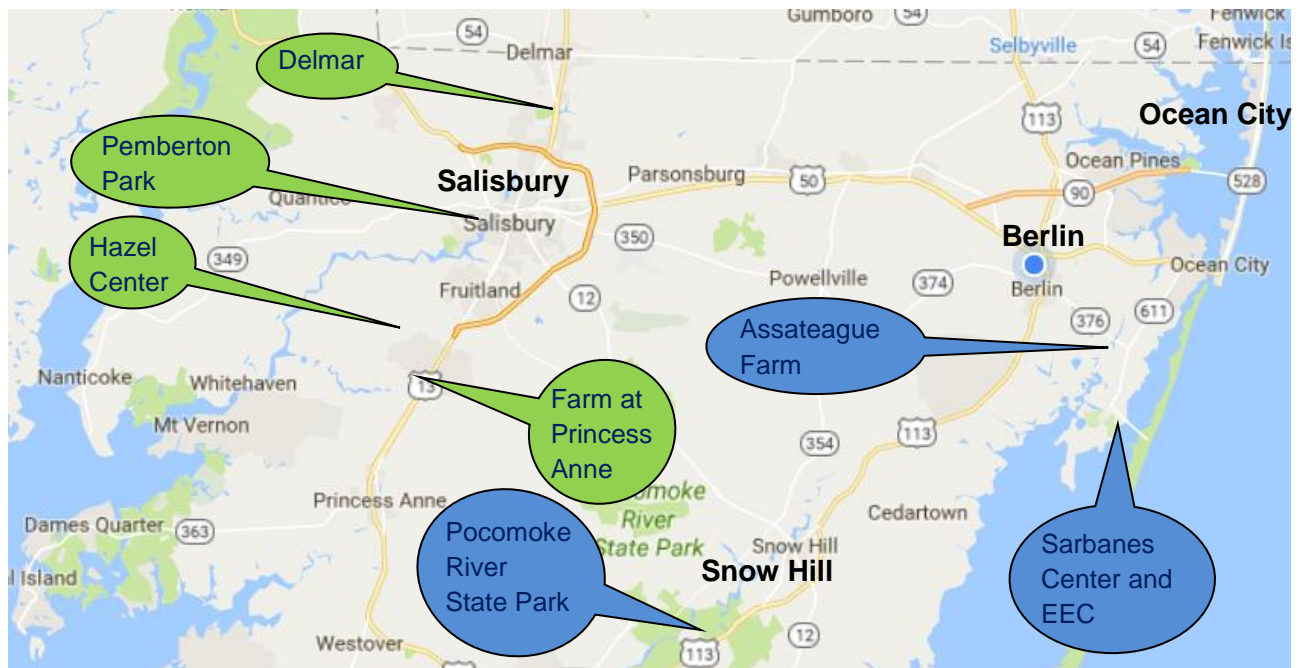 Gumboro
54
Fenwick
54
Delmar
Selbyville
54
Fenwick Is
Delmar
113
Ocean City
Pemberton
Park
Salisbury
Parsonsburg
50
Ocean Pines
528
90
Quantico
Salisbury
350
Berlin
Hazel
Center
349
Fruitland
12
Powellville
374
Berlin
Ocean City
376
611
Assateague
Farm
Nanticoke
Whitehaven
13
Mt Vernon
Farm at
Princess
Anne
354
113
Princess Anne
Dames Quarter
363
omoke
River
State Park
Cedartown
Pocomoke
River
State Park
Snow Hill
Snow Hill
Sarbanes
Center and
EEC
l Island
Westover
113
12